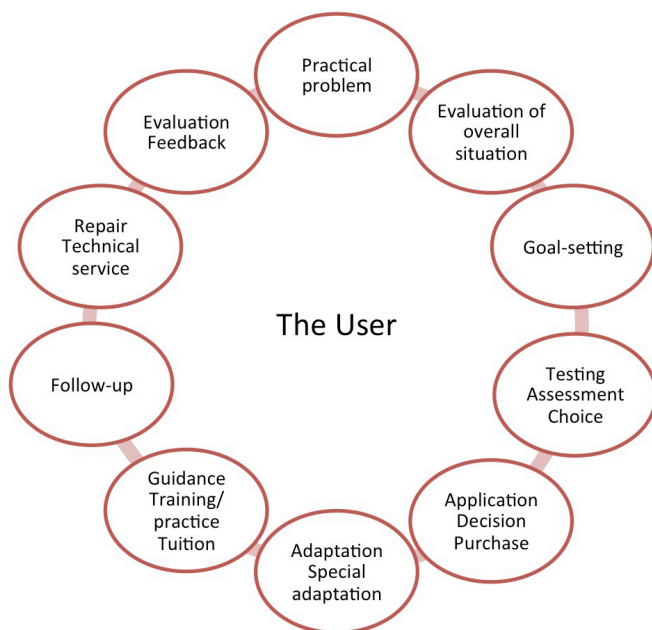 Practical
problem
Evaluation of
overall
situation
Goal-setting
Testing
Assessment
Choice
Application
Decision
Purchase
Adaptation
Special
adaptation
Guidance
Training/
practice
Tuition
Follow-up
Repair
Technical
service
Evaluation
Feedback
The User